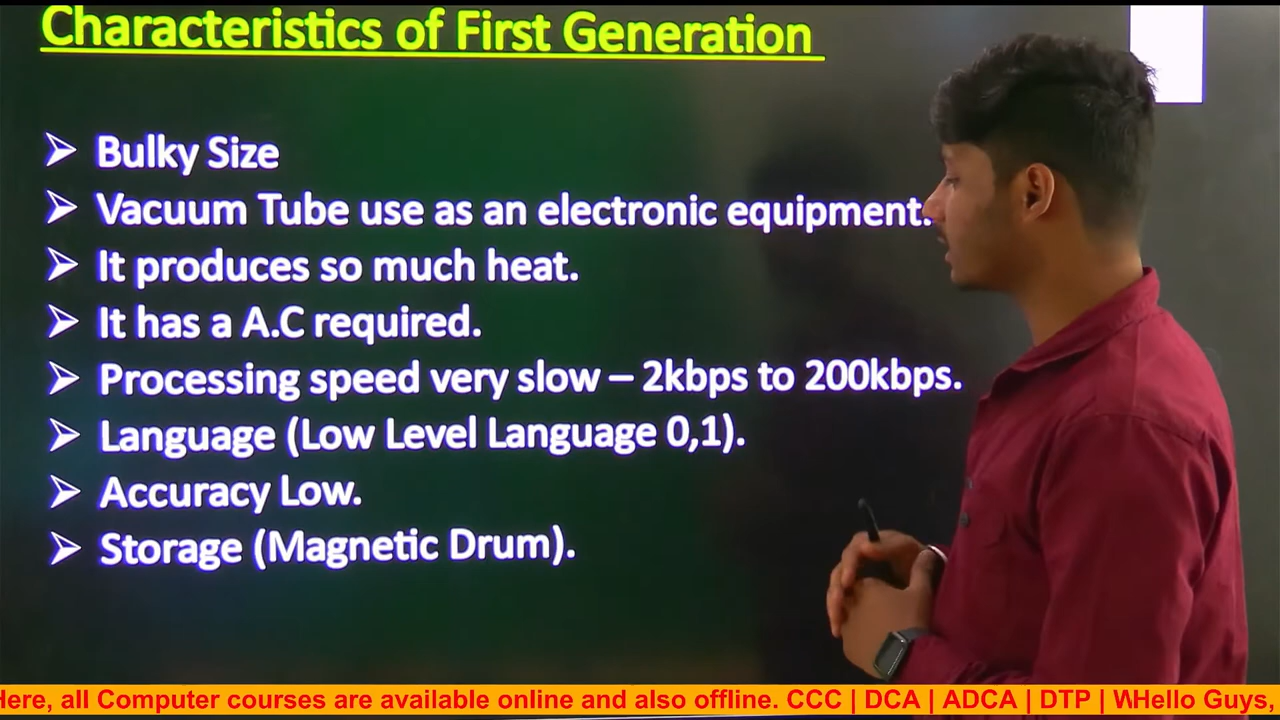 Characteristics of First Generation
➢ Bulky Size
➢ Vacuum Tube use as an electronic equipment.
➢ It produces so much heat.
➢ It has a A.C required.
➢ Processing speed very slow – 2kbps to 200kbps.
➢ Language (Low Level Language 0,1).
➢ Accuracy Low.
➢ Storage (Magnetic Drum).
Here, all Computer courses are available online and also offline. CCC | DCA | ADCA | DTP | WHello Guys,